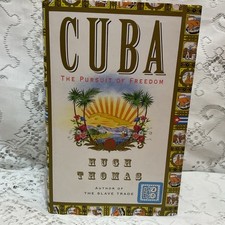 CUBA
THE PURSUIT OF FREEDOM
HUGH
THOMAS
AUTHOR OF
THE SLAVE TRADE